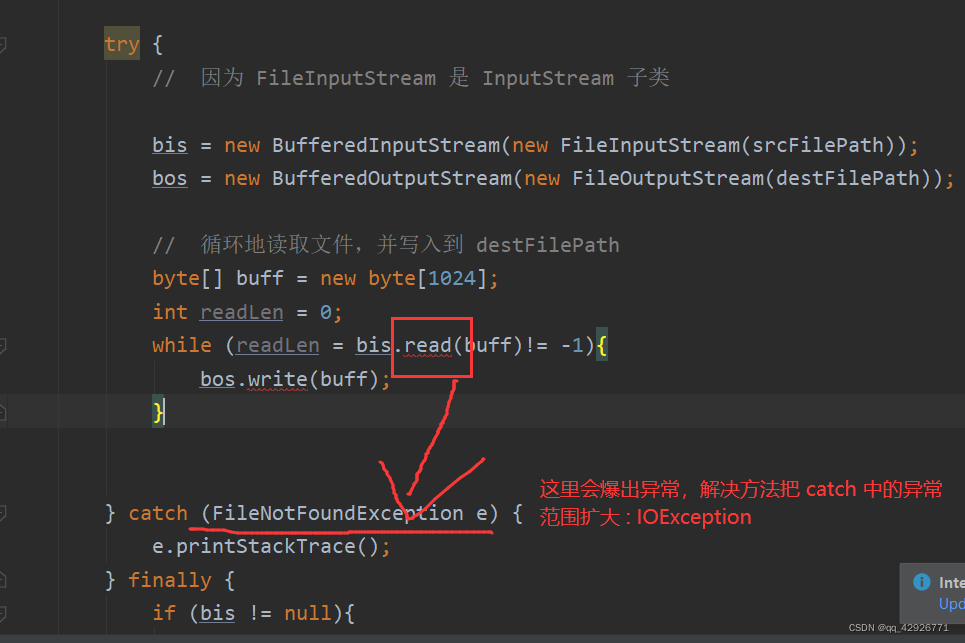 try {
//  因为 FileInputStream 是 InputStream 子类
bis = new BufferedInputStream(new FileInputStream(srcFilePath));
bos = new BufferedOutputStream(new FileOutputStream(destFilePath));
//  循环地读取文件，并写入到 destFilePath
byte[] buff = new byte[1024];
int readLen = 0;
while (readLen = bis.read(buff)!= -1){
bos.write(buff);
}
这里会爆出异常，解决方法把 catch 中的异常
范围扩大 : IOException
} catch (FileNotFoundException e) {
e.printStackTrace();
} finally {
if (bis != null){
Inte
Upd
CSDN @qq_42926771